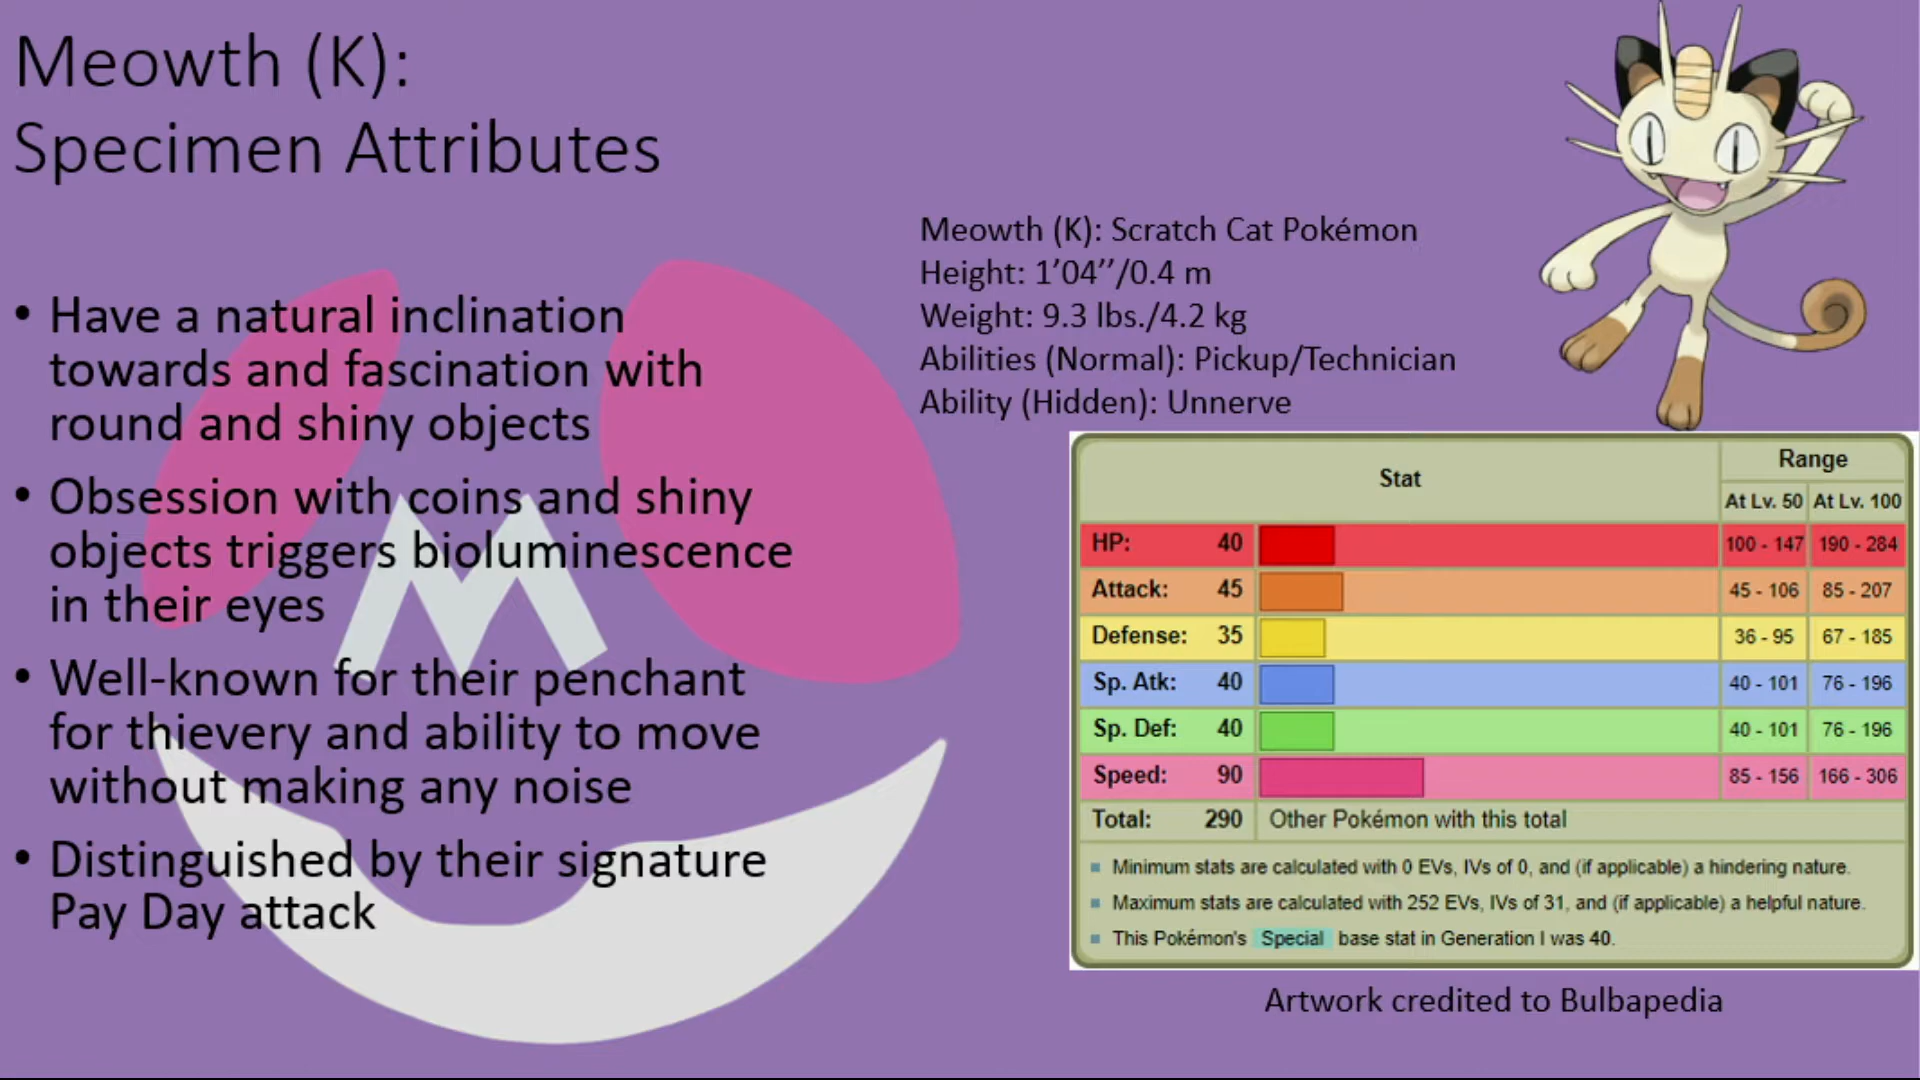 Meowth (K):
Specimen Attributes
• Have a natural inclination
towards and fascination with
round and shiny objects
• Obsession with coins and shiny
objects triggers bioluminescence
in their eyes
• Well-known for their penchant
for thievery and ability to move
without making any noise
• Distinguished by their signature
Pay Day attack
M
Meowth (K): Scratch Cat Pokémon
Height: 1’04’’/0.4 m
Weight: 9.3 lbs./4.2 kg
Abilities (Normal): Pickup/Technician
Ability (Hidden): Unnerve
Stat Range
At Lv. 50 At Lv. 100
HP: 40 100 - 147 190 - 284
Attack: 45 45 - 106 85 - 207
Defense: 35 36 - 95 67 - 185
Sp. Atk: 40 40 - 101 76 - 196
Sp. Def: 40 40 - 101 76 - 196
Speed: 90 85 - 156 166 - 306
Total: 290 Other Pokémon with this total
Minimum stats are calculated with 0 EVs, IVs of 0, and (if applicable) a hindering nature.
Maximum stats are calculated with 252 EVs, IVs of 31, and (if applicable) a helpful nature.
This Pokémon's Special base stat in Generation I was 40.
Artwork credited to Bulbapedia